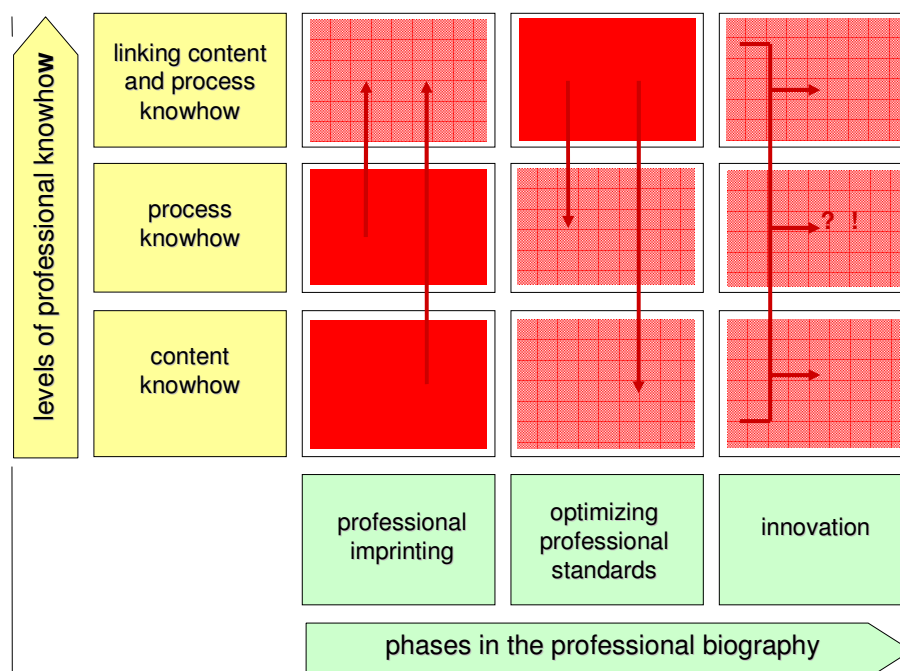 levels of professional knowhow
linking content
and process
knowhow
process
knowhow
? !
content
knowhow
professional
imprinting
optimizing
professional
standards
innovation
phases in the professional biography